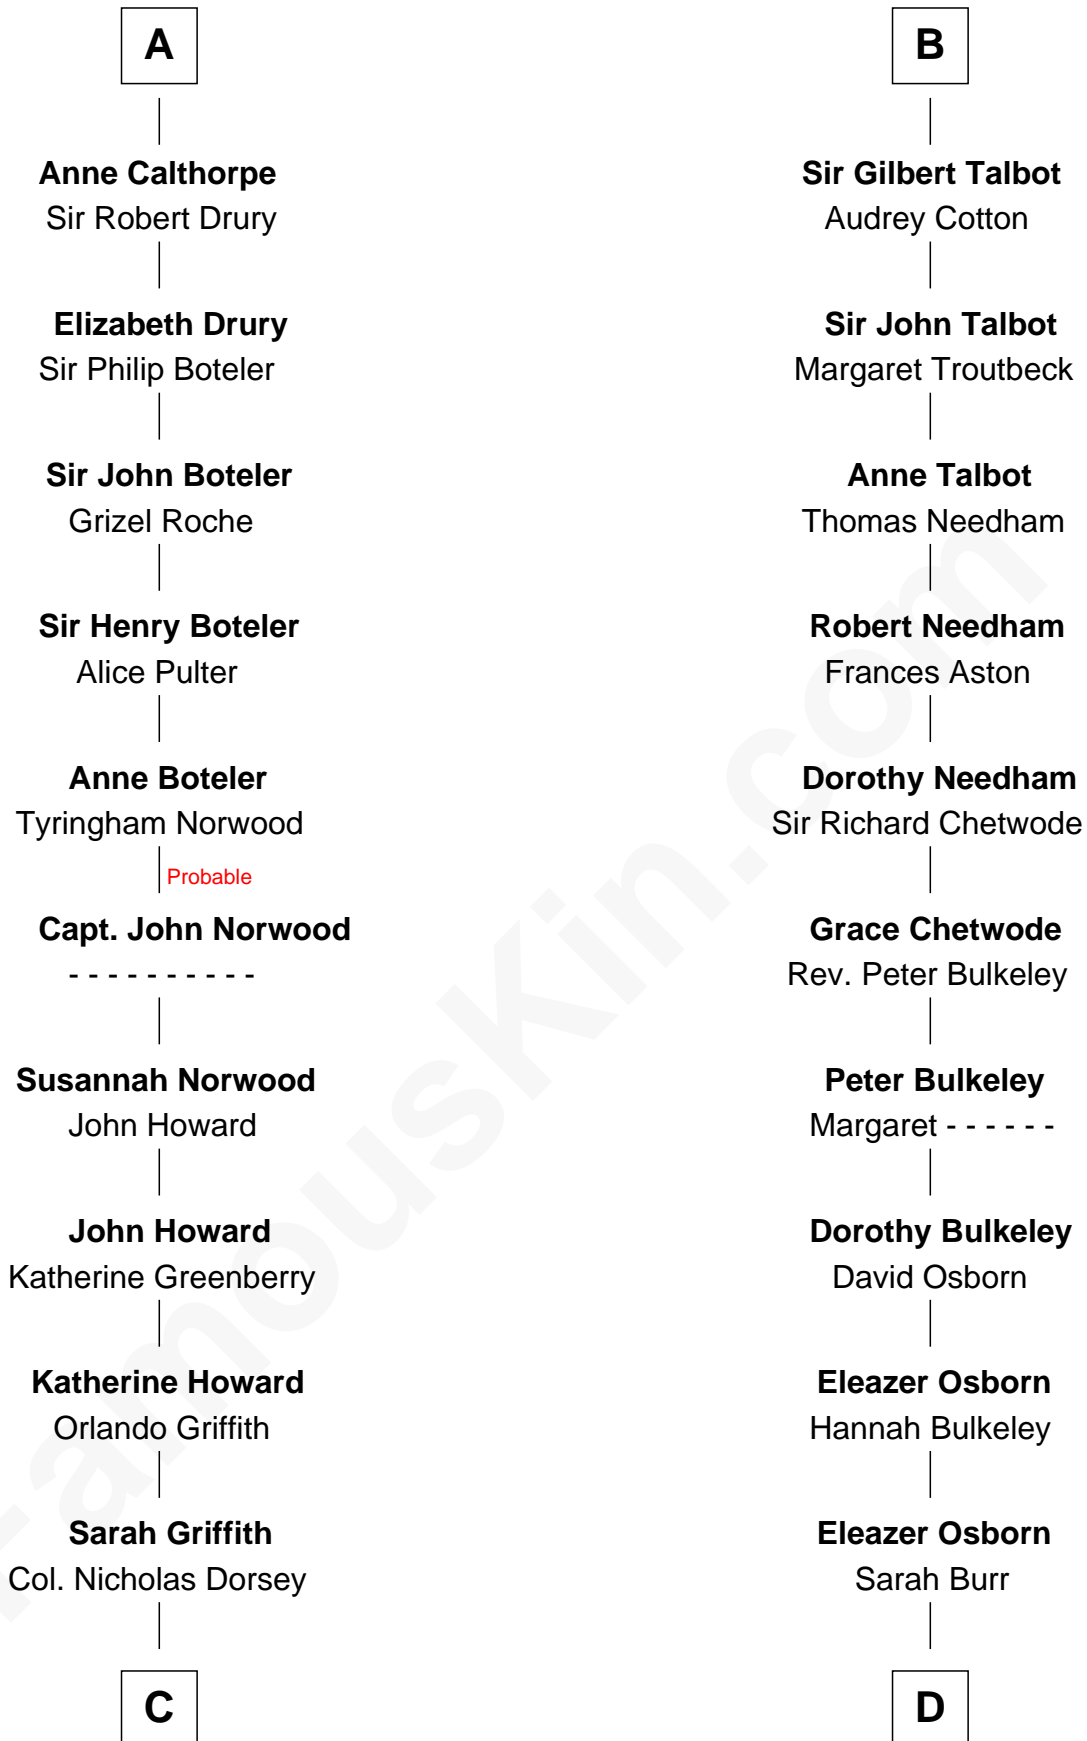 A
Anne Calthorpe
Sir Robert Drury
Elizabeth Drury
Sir Philip Boteler
Sir John Boteler
Grizel Roche
Sir Henry Boteler
Alice Pulter
Anne Boteler
Tyringham Norwood
Probable
Capt. John Norwood
- - - - - - - - - -
Susannah Norwood
John Howard
John Howard
Katherine Greenberry
Katherine Howard
Orlando Griffith
Sarah Griffith
Col. Nicholas Dorsey
C
B
Sir Gilbert Talbot
Audrey Cotton
Sir John Talbot
Margaret Troutbeck
Anne Talbot
Thomas Needham
Robert Needham
Frances Aston
Dorothy Needham
Sir Richard Chetwode
Grace Chetwode
Rev. Peter Bulkeley
Peter Bulkeley
Margaret - - - - - -
Dorothy Bulkeley
David Osborn
Eleazer Osborn
Hannah Bulkeley
Eleazer Osborn
Sarah Burr
D
FamousKin.com